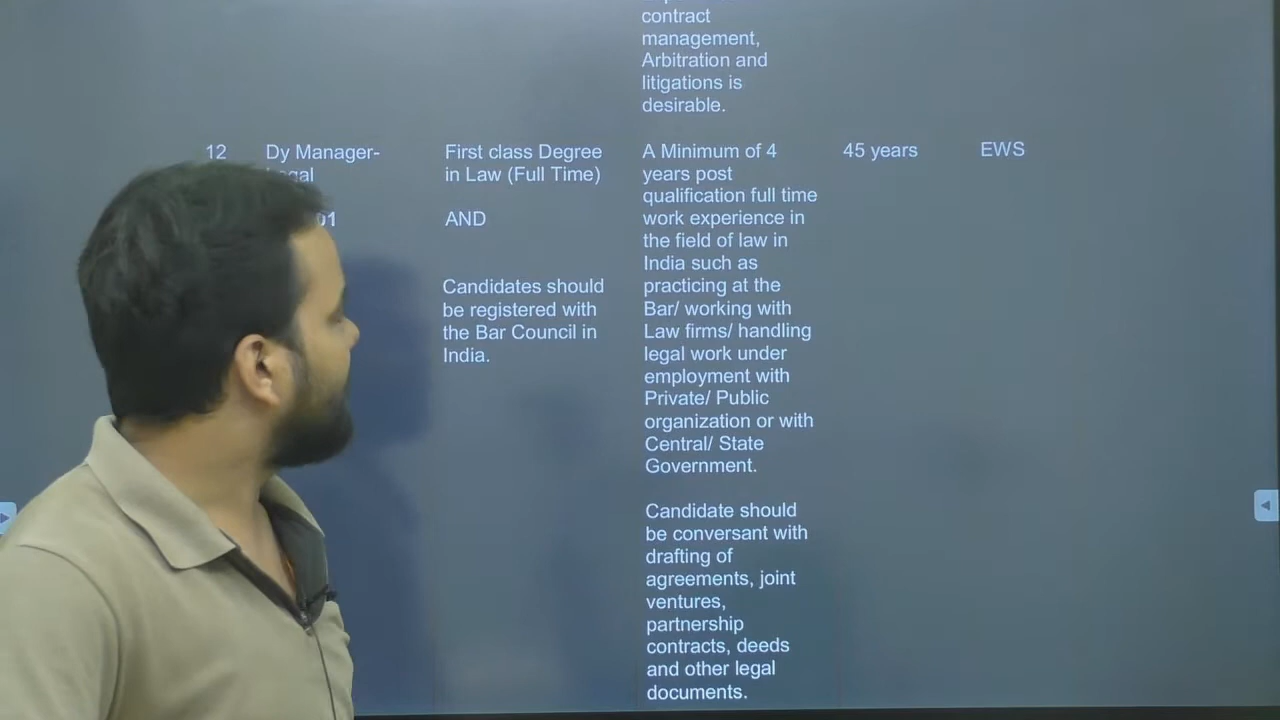 contract
management,
Arbitration and
litigations is
desirable.
12
Dy Manager-
01
First class Degree
in Law (Full Time)
AND
Candidates should
be registered with
the Bar Council in
India.
A Minimum of 4
years post
qualification full time
work experience in
the field of law in
India such as
practicing at the
Bar/ working with
Law firms/ handling
legal work under
employment with
Private/ Public
organization or with
Central/ State
Government.
Candidate should
be conversant with
drafting of
agreements, joint
ventures,
partnership
contracts, deeds
and other legal
documents.
45 years
EWS